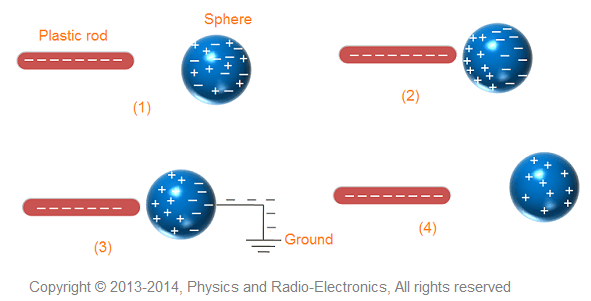 Sphere
Plastic rod
(1)
(2)
(3)
Ground
(4)
Copyright © 2013-2014, Physics and Radio-Electronics, All rights reserved